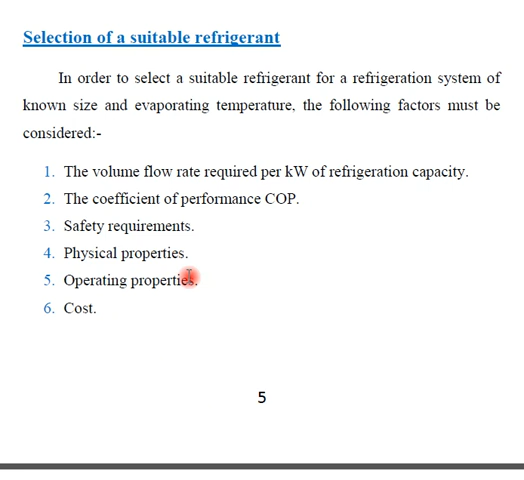 Selection of a suitable refrigerant
In order to select a suitable refrigerant for a refrigeration system of
known size and evaporating temperature, the following factors must be
considered:-
1. The volume flow rate required per kW of refrigeration capacity.
2. The coefficient of performance COP.
3. Safety requirements.
4. Physical properties.
5. Operating properties.
6. Cost.
5